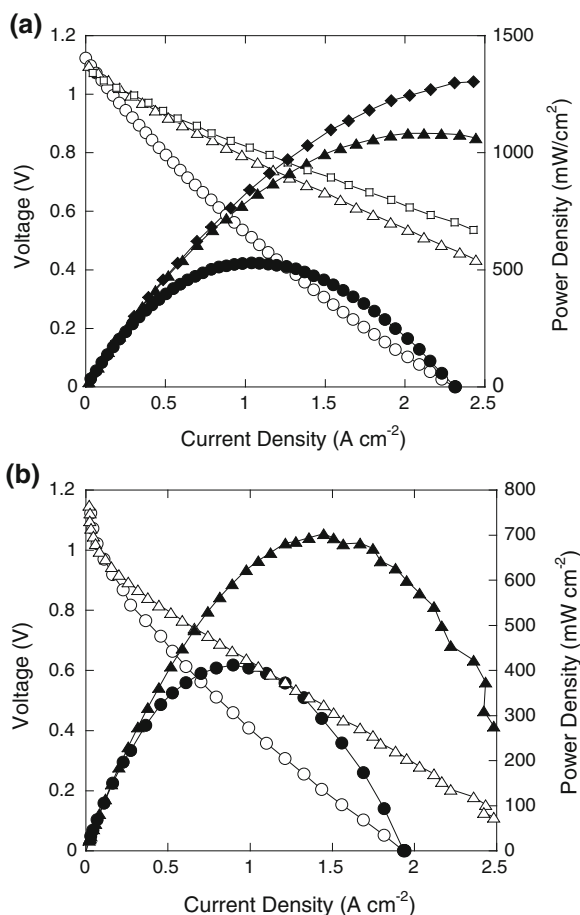 (a)
1.2
1
0.8
0.6
0.4
0.2
0
Voltage (V)
1500
1000
500
0
Power Density (mW/cm²)
0 0.5 1 1.5 2 2.5
Current Density (A cm⁻²)
(b)
1.2
1
0.8
0.6
0.4
0.2
0
Voltage (V)
800
700
600
500
400
300
200
100
0
Power Density (mW cm⁻²)
0 0.5 1 1.5 2 2.5
Current Density (A cm⁻²)